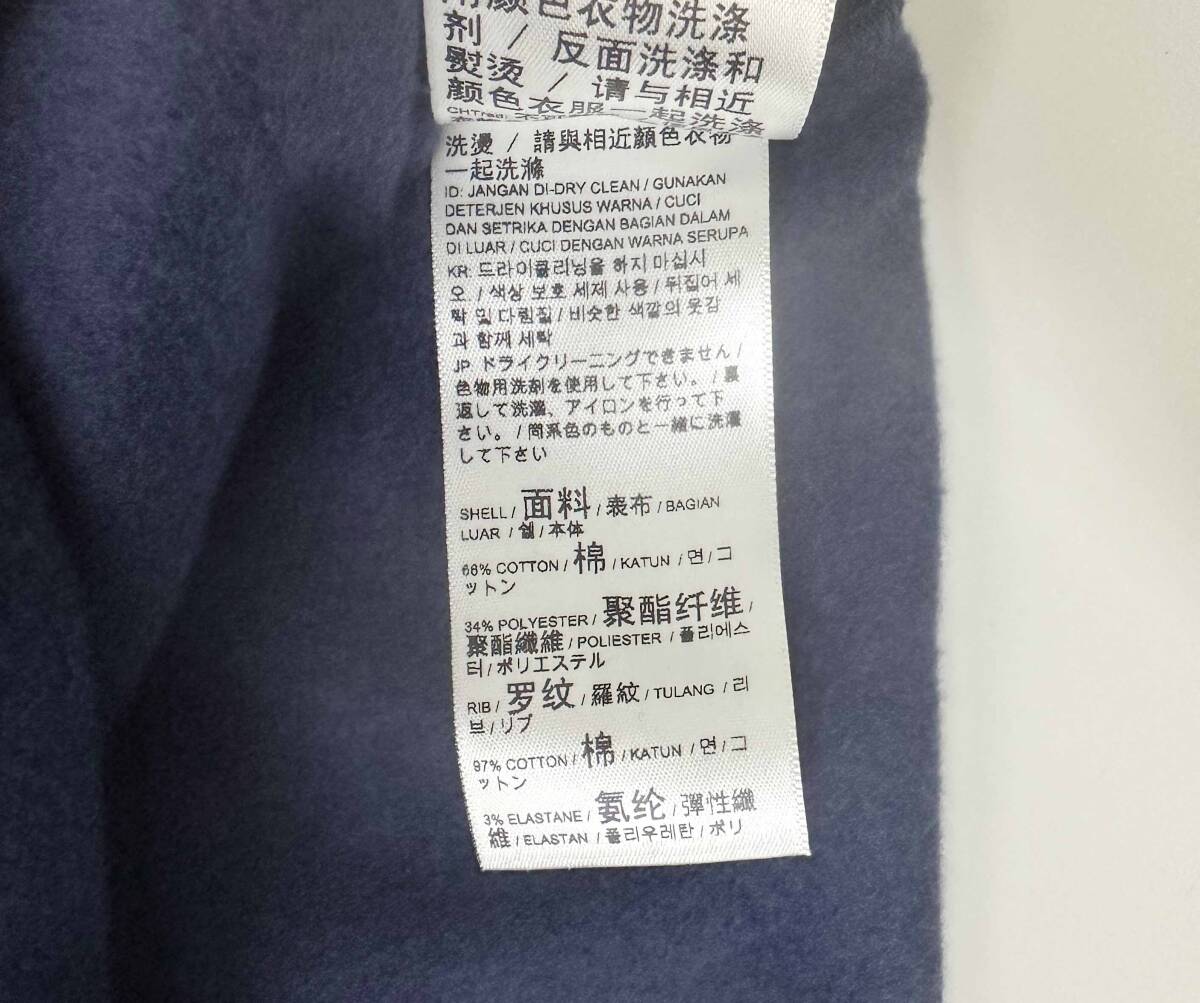 用颜色衣物洗涤
剂 / 反面洗涤和
熨烫 / 请与相近
颜色衣服一起洗涤
洗燙 / 請與相近顏色衣物
一起洗滌
ID: JANGAN DI-DRY CLEAN / GUNAKAN
DETERJEN KHUSUS WARNA / CUCI
DAN SETRIKA DENGAN BAGIAN DALAM
DI LUAR / CUCI DENGAN WARNA SERUPA
KR: 드라이클리닝을 하지 마십시
오 / 색상 보호 세제 사용 / 뒤집어 세
탁 및 다림질 / 비슷한 색깔의 옷감
과 함께 세탁
JP ドライクリーニングできません /
色物用洗剤を使用して下さい。 / 裏
返して洗濯、アイロンを行って下
さい。 / 同系色のものと一緒に洗濯
して下さい
SHELL / 面料 / 表布 / BAGIAN
LUAR / 쉘 / 本体
66% COTTON / 棉 / KATUN / 면 / コ
ットン
34% POLYESTER / 聚酯纤维 /
聚酯纖維 / POLIESTER / 폴리에스
터 / ポリエステル
RIB / 罗纹 / 羅紋 / TULANG / 리
브 / リブ
97% COTTON / 棉 / KATUN / 면 / コ
ットン
3% ELASTANE / 氨纶 / 彈性纖
維 / ELASTAN / 폴리우레탄 / ポリ